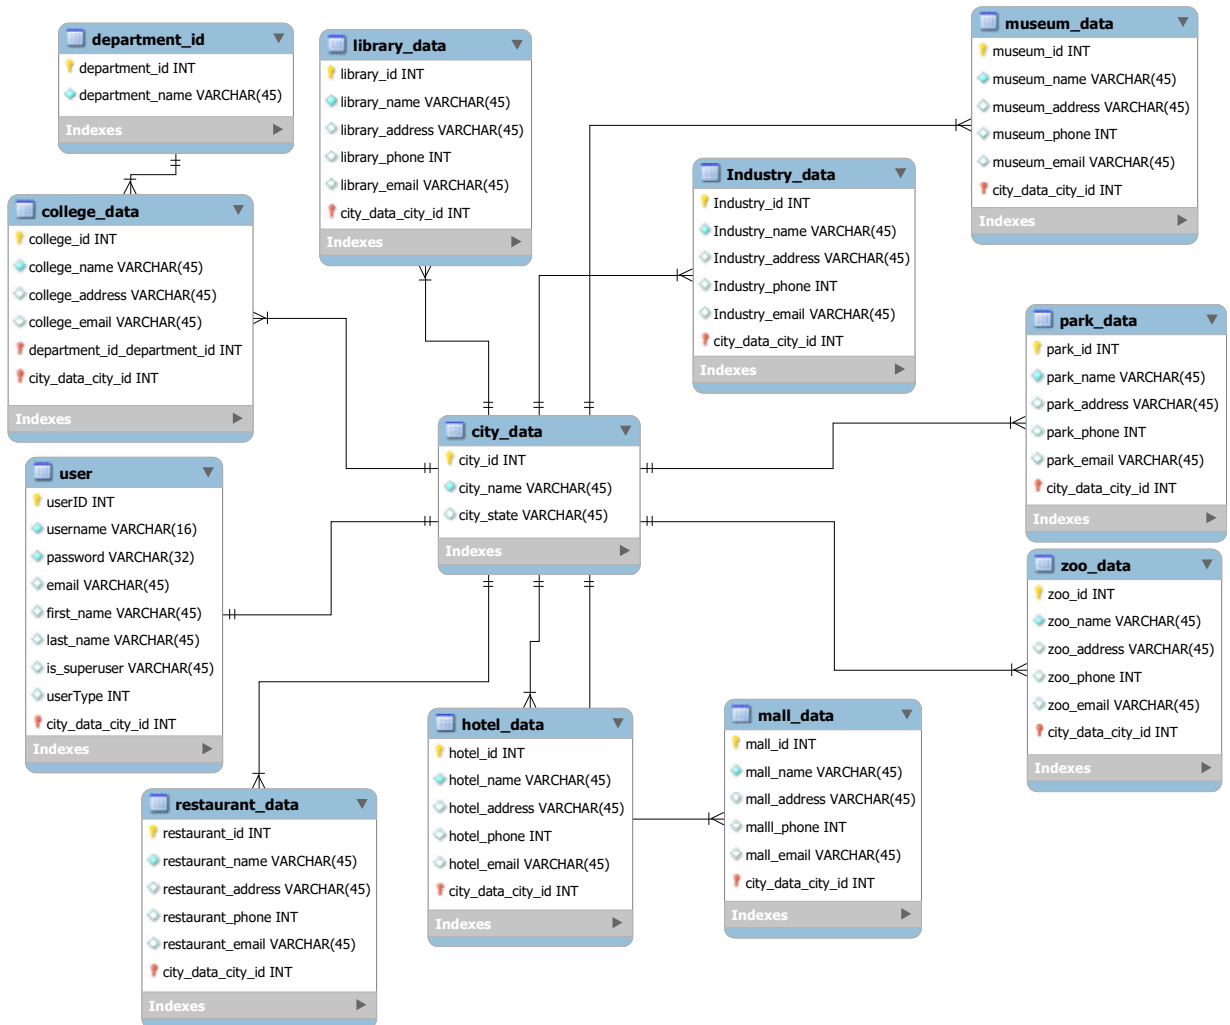 department_id
department_id INT
department_name VARCHAR(45)
Indexes
library_data
library_id INT
library_name VARCHAR(45)
library_address VARCHAR(45)
library_phone INT
library_email VARCHAR(45)
city_data_city_id INT
Indexes
museum_data
museum_id INT
museum_name VARCHAR(45)
museum_address VARCHAR(45)
museum_phone INT
museum_email VARCHAR(45)
city_data_city_id INT
Indexes
Industry_data
Industry_id INT
Industry_name VARCHAR(45)
Industry_address VARCHAR(45)
Industry_phone INT
Industry_email VARCHAR(45)
city_data_city_id INT
Indexes
college_data
college_id INT
college_name VARCHAR(45)
college_address VARCHAR(45)
college_email VARCHAR(45)
department_id_department_id INT
city_data_city_id INT
Indexes
park_data
park_id INT
park_name VARCHAR(45)
park_address VARCHAR(45)
park_phone INT
park_email VARCHAR(45)
city_data_city_id INT
Indexes
city_data
city_id INT
city_name VARCHAR(45)
city_state VARCHAR(45)
Indexes
user
userID INT
username VARCHAR(16)
password VARCHAR(32)
email VARCHAR(45)
first_name VARCHAR(45)
last_name VARCHAR(45)
is_superuser VARCHAR(45)
userType INT
city_data_city_id INT
Indexes
zoo_data
zoo_id INT
zoo_name VARCHAR(45)
zoo_address VARCHAR(45)
zoo_phone INT
zoo_email VARCHAR(45)
city_data_city_id INT
Indexes
hotel_data
hotel_id INT
hotel_name VARCHAR(45)
hotel_address VARCHAR(45)
hotel_phone INT
hotel_email VARCHAR(45)
city_data_city_id INT
Indexes
mall_data
mall_id INT
mall_name VARCHAR(45)
mall_address VARCHAR(45)
malll_phone INT
mall_email VARCHAR(45)
city_data_city_id INT
Indexes
restaurant_data
restaurant_id INT
restaurant_name VARCHAR(45)
restaurant_address VARCHAR(45)
restaurant_phone INT
restaurant_email VARCHAR(45)
city_data_city_id INT
Indexes